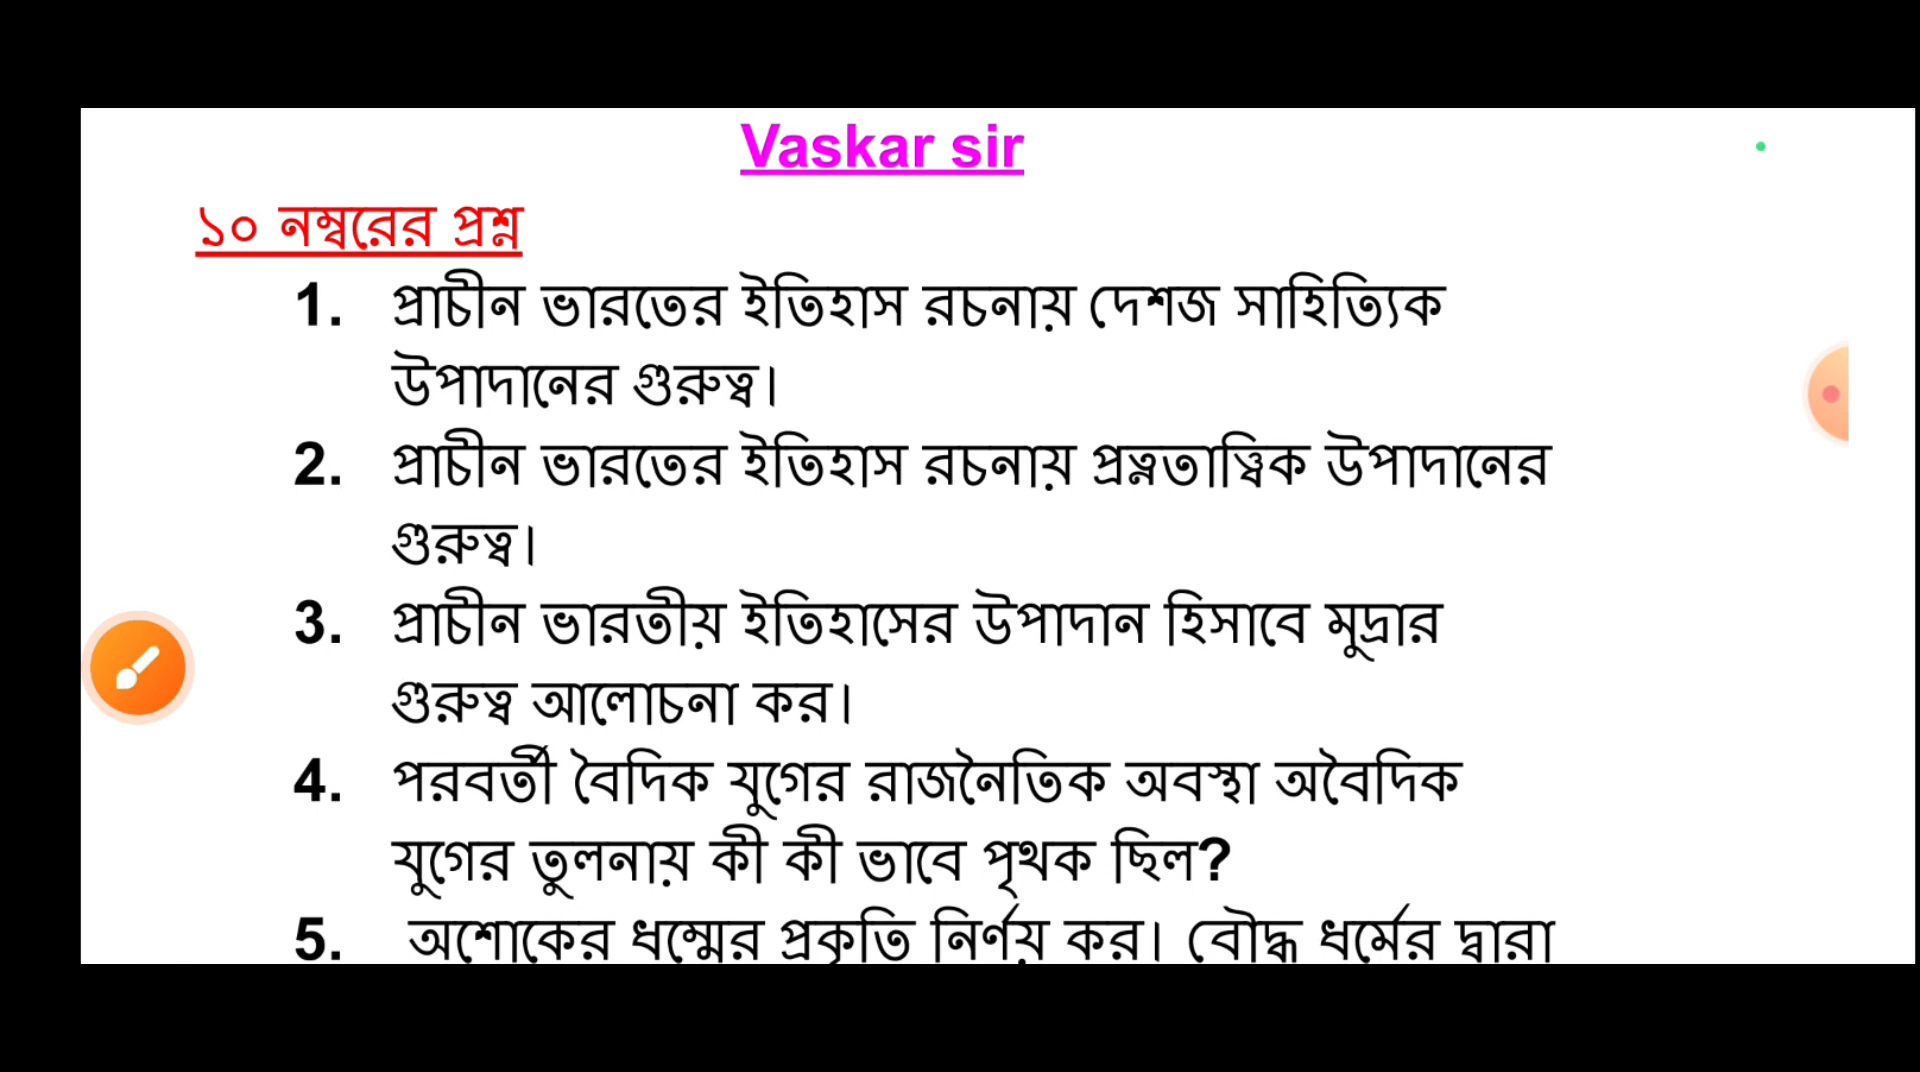 Vaskar sir
১০ নম্বরের প্রশ্ন
1. প্রাচীন ভারতের ইতিহাস রচনায় দেশজ সাহিত্যিক
উপাদানের গুরুত্ব।
2. প্রাচীন ভারতের ইতিহাস রচনায় প্রত্নতাত্ত্বিক উপাদানের
গুরুত্ব।
3. প্রাচীন ভারতীয় ইতিহাসের উপাদান হিসাবে মুদ্রার
গুরুত্ব আলোচনা কর।
4. পরবর্তী বৈদিক যুগের রাজনৈতিক অবস্থা অবৈদিক
যুগের তুলনায় কী কী ভাবে পৃথক ছিল?
5. অশোকের ধম্মের প্রকৃতি নির্ণয় কর। বৌদ্ধ ধর্মের দ্বারা